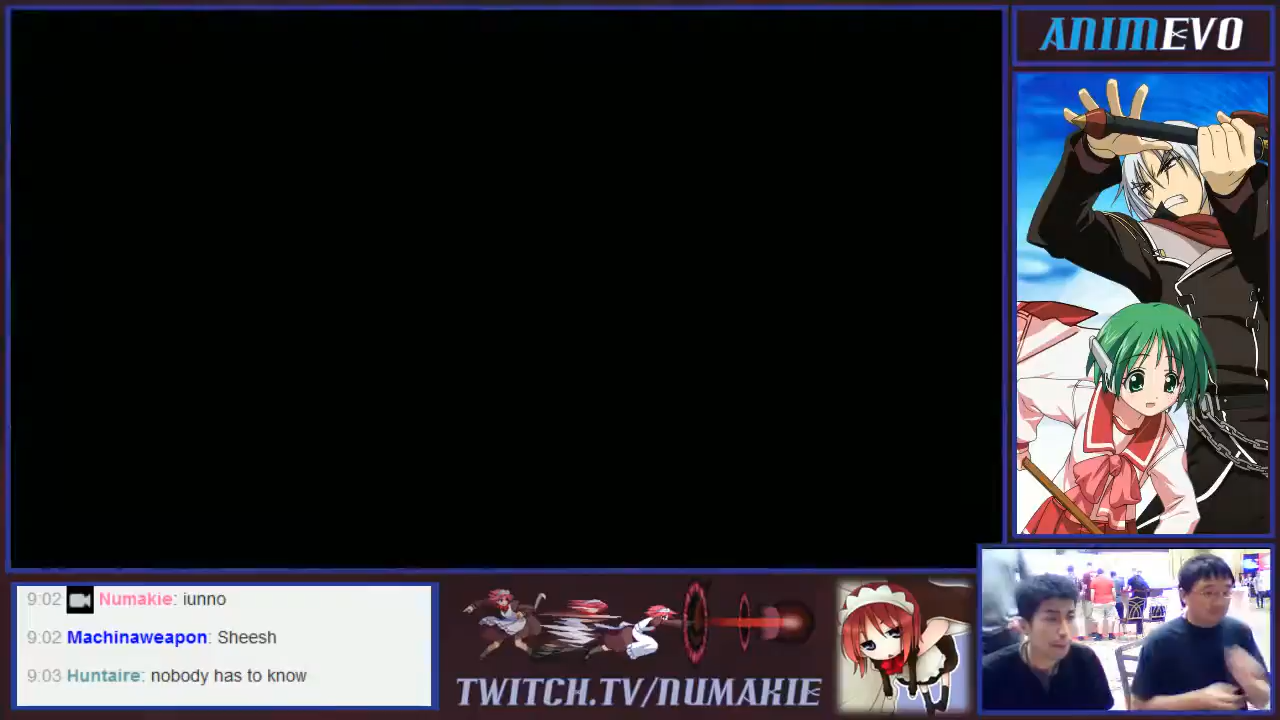 ANIMEVO
9:02 Numakie: iunno
9:02 Machinaweapon: Sheesh
9:03 Huntaire: nobody has to know
TWITCH.TV/NUMAKIE